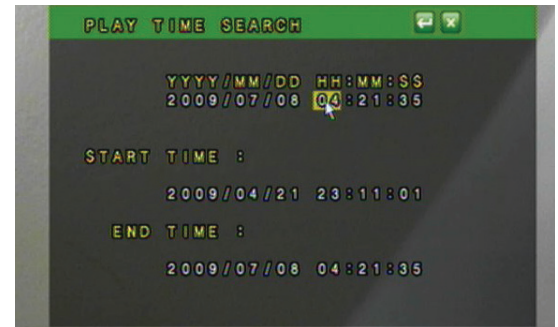 PLAY TIME SEARCH
YYYY/MM/DD HH:MM:SS
2009/07/08 04:21:35
START TIME :
2009/04/21 23:11:01
END TIME :
2009/07/08 04:21:35